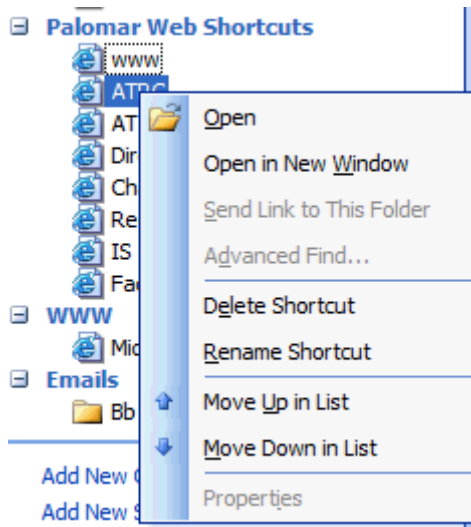 Palomar Web Shortcuts
www
ATRC
AT
Dir
Ch
Re
IS
Fac
WWW
Mic
Emails
Bb
Add New
Add New
Open
Open in New Window
Send Link to This Folder
Advanced Find...
Delete Shortcut
Rename Shortcut
Move Up in List
Move Down in List
Properties